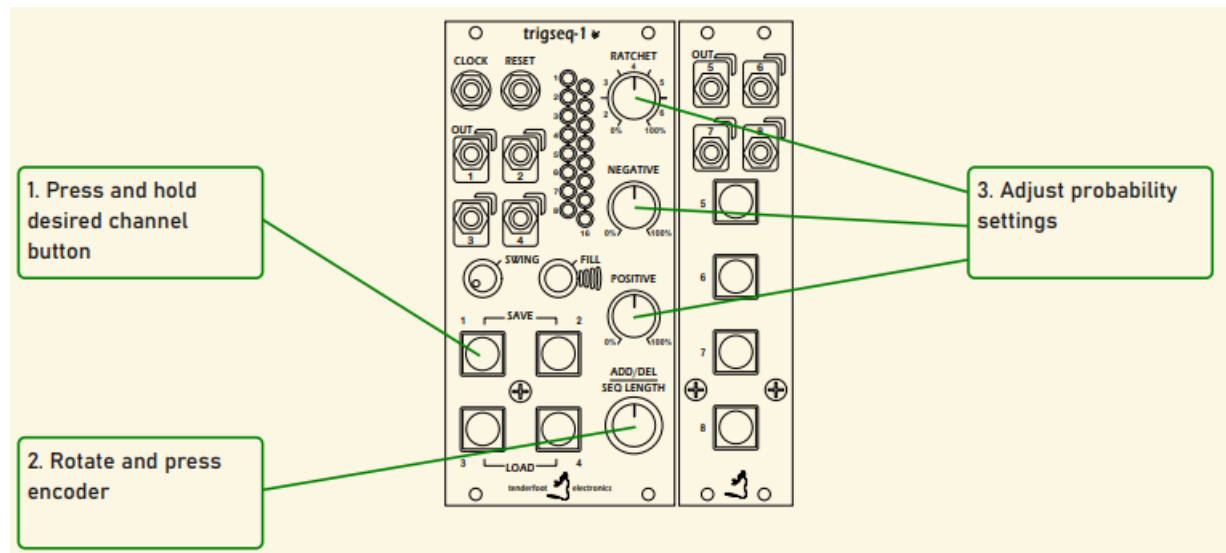 trigseq-1
CLOCK RESET RATCHET
1
2
3
4
5
6
7
8
16
2 3 4 5 6
0% 100%
OUT
1 2
3 4
NEGATIVE
0% 100%
SWING FILL
POSITIVE
0% 100%
1 SAVE 2
ADD/DEL
SEQ LENGTH
3 LOAD 4
tenderfoot electronics
OUT
5 6
7 8
5
6
7
8
1. Press and hold
desired channel
button
2. Rotate and press
encoder
3. Adjust probability
settings